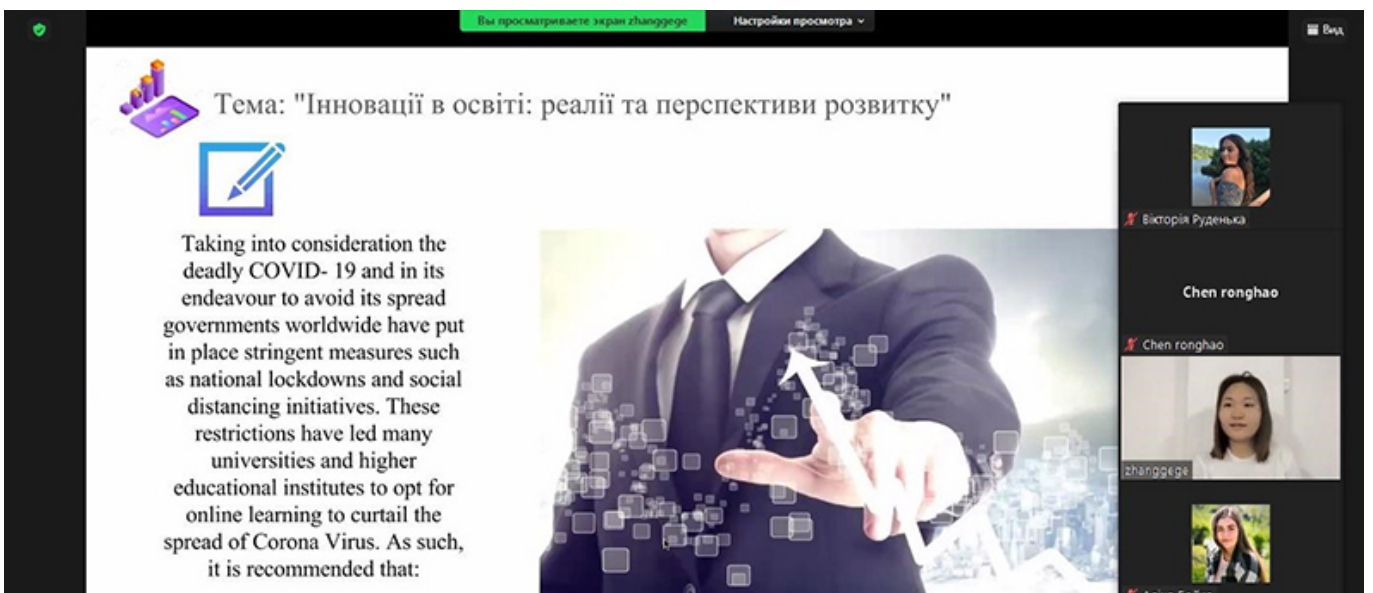 Вы просматриваете экран zhanggege
Настройки просмотра
Вид
Тема: "Інновації в освіті: реалії та перспективи розвитку"
Taking into consideration the
deadly COVID- 19 and in its
endeavour to avoid its spread
governments worldwide have put
in place stringent measures such
as national lockdowns and social
distancing initiatives. These
restrictions have led many
universities and higher
educational institutes to opt for
online learning to curtail the
spread of Corona Virus. As such,
it is recommended that:
Вікторія Руденька
Chen ronghao
Chen ronghao
zhanggege